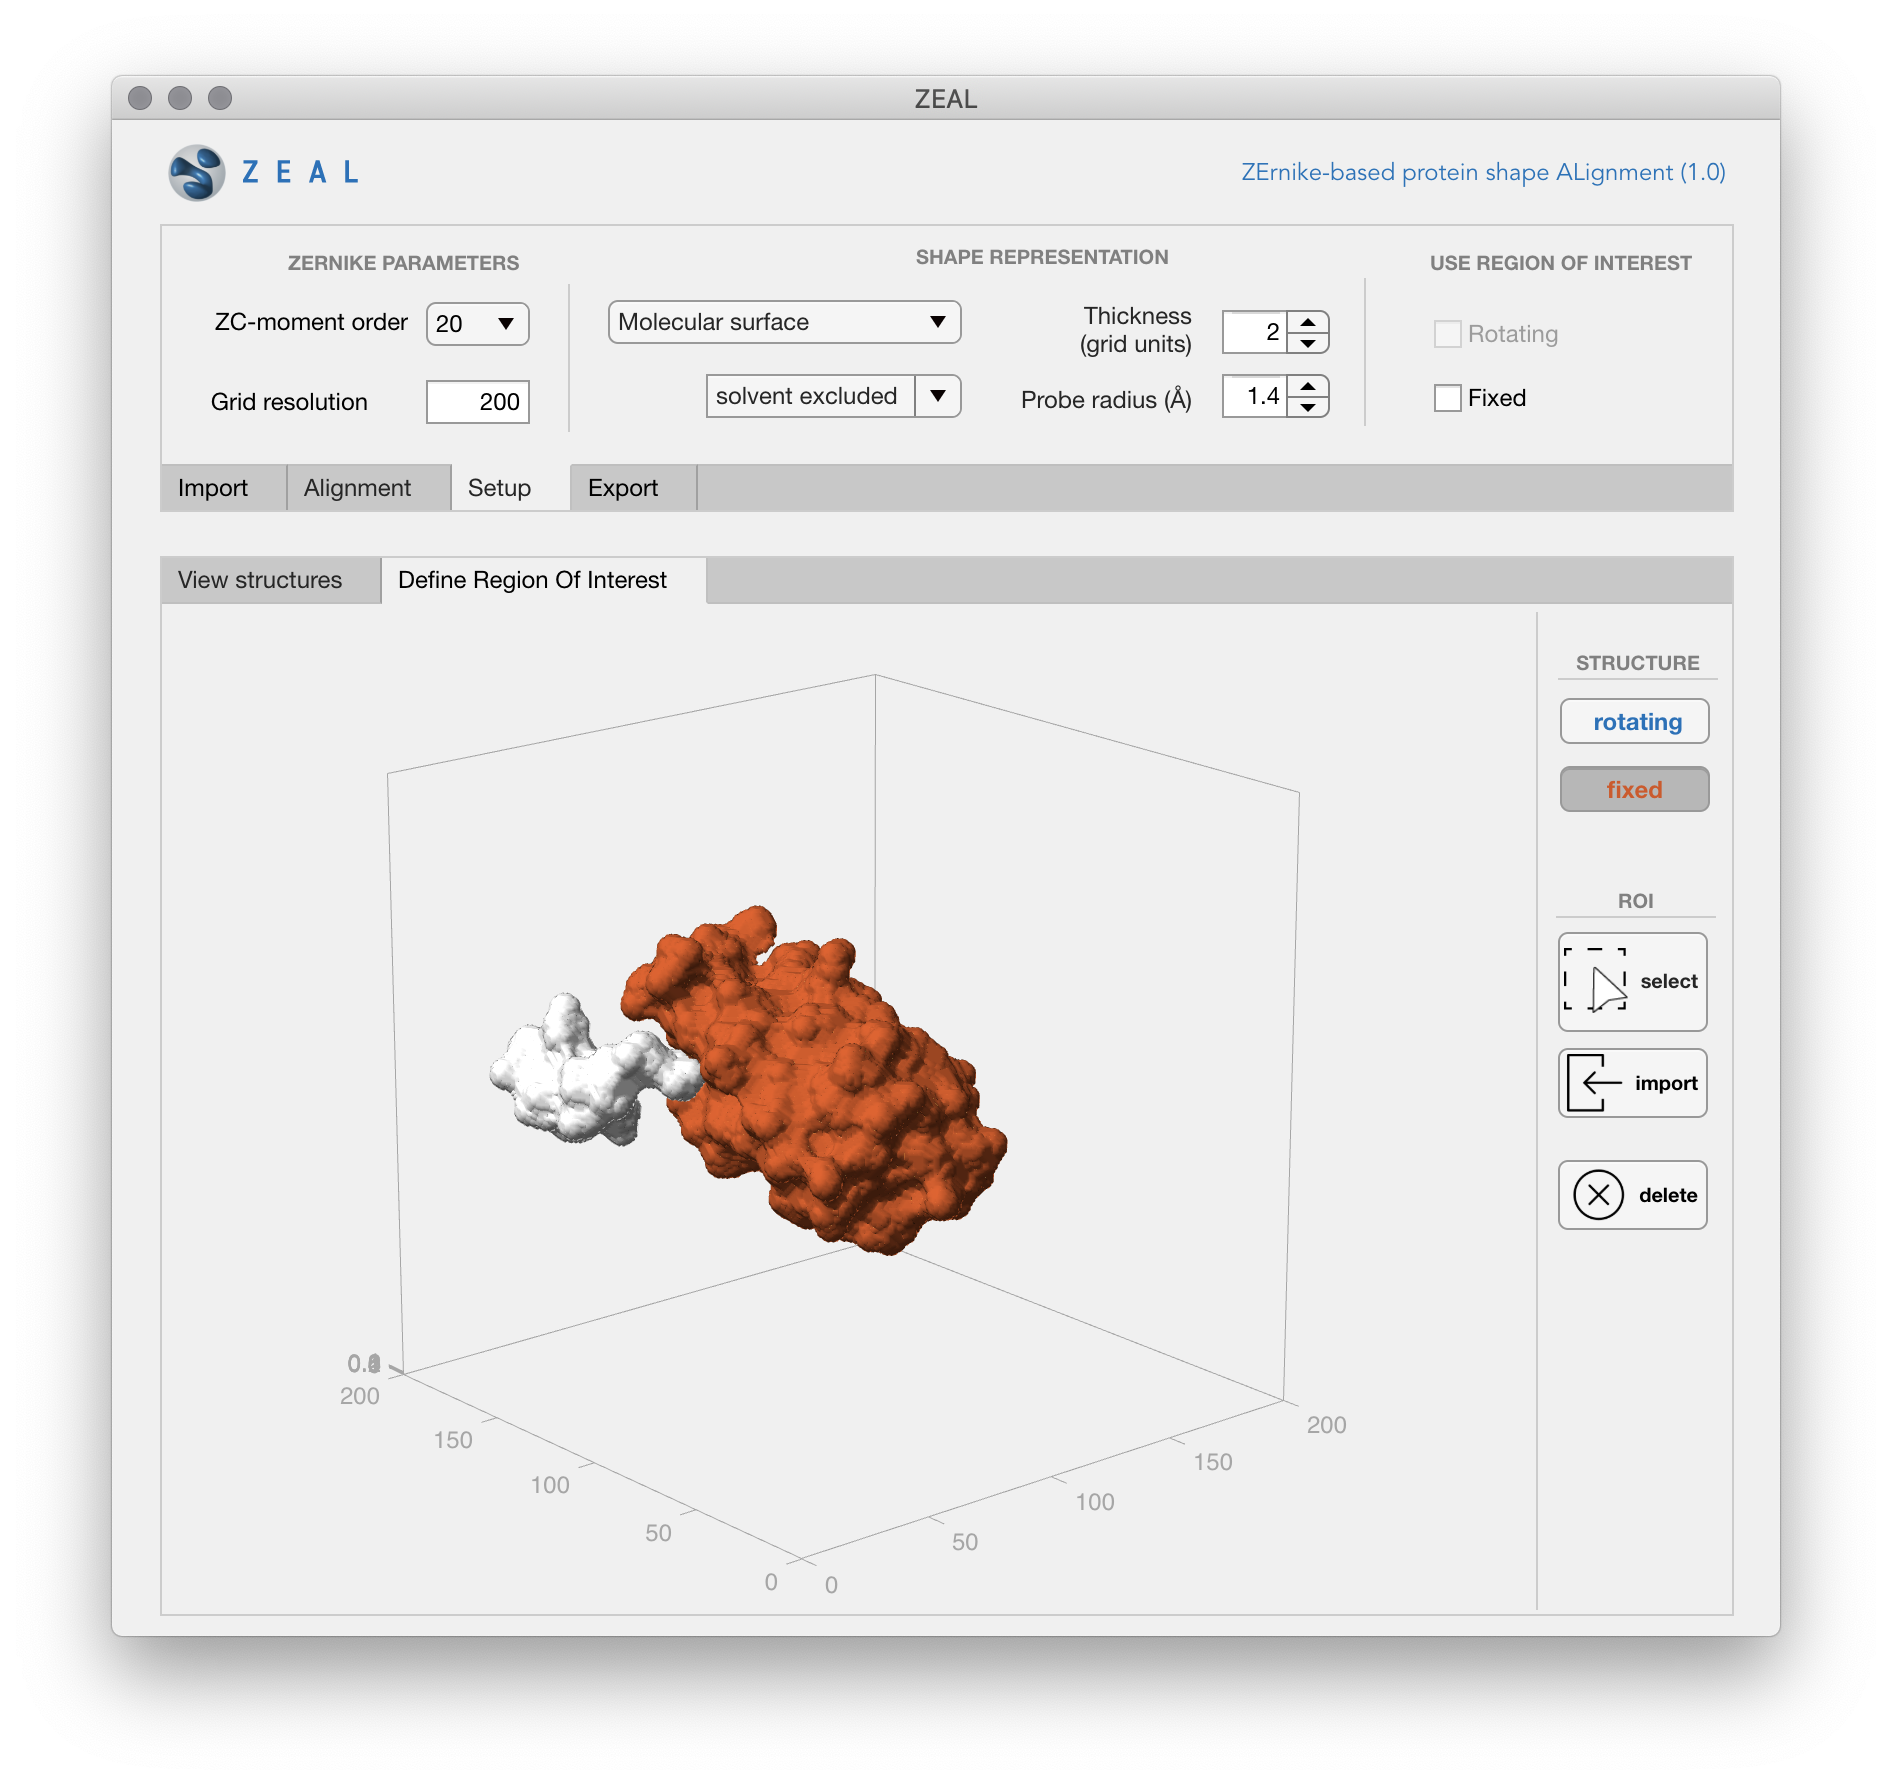 ZEAL
ZEAL
ZErnike-based protein shape ALignment (1.0)
ZERNIKE PARAMETERS
SHAPE REPRESENTATION
USE REGION OF INTEREST
ZC-moment order
20
Molecular surface
Thickness
(grid units)
2
Rotating
Grid resolution
200
solvent excluded
Probe radius (Å)
1.4
Fixed
Import
Alignment
Setup
Export
View structures
Define Region Of Interest
STRUCTURE
rotating
fixed
ROI
select
import
delete
200
150
100
50
0
0
50
100
150
200